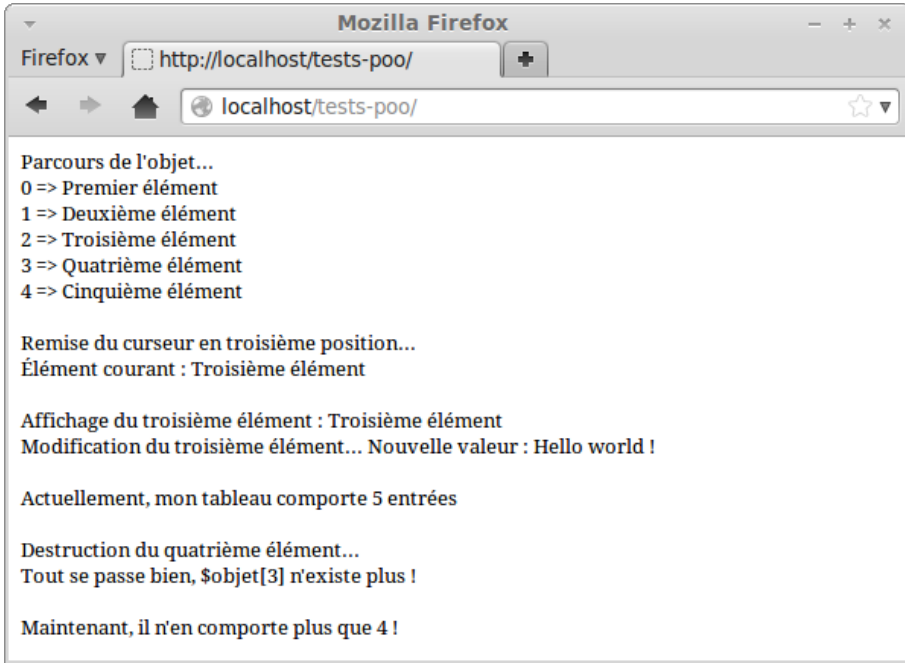 Mozilla Firefox
Firefox
http://localhost/tests-poo/
localhost/tests-poo/
Parcours de l'objet...
0 => Premier élément
1 => Deuxième élément
2 => Troisième élément
3 => Quatrième élément
4 => Cinquième élément
Remise du curseur en troisième position...
Élément courant : Troisième élément
Affichage du troisième élément : Troisième élément
Modification du troisième élément... Nouvelle valeur : Hello world !
Actuellement, mon tableau comporte 5 entrées
Destruction du quatrième élément...
Tout se passe bien, $objet[3] n'existe plus !
Maintenant, il n'en comporte plus que 4 !